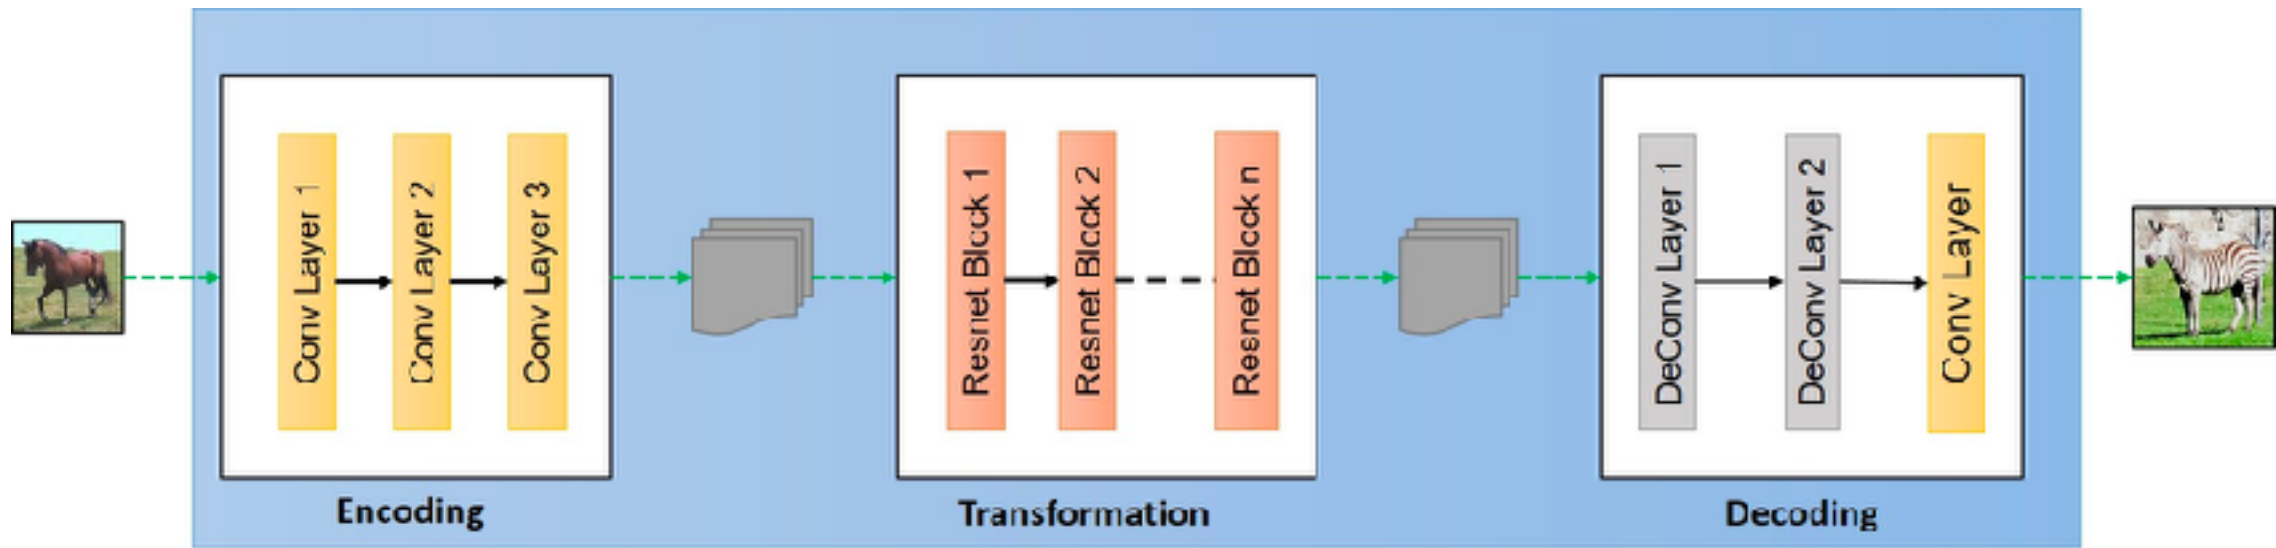 Conv Layer 1
Conv Layer 2
Conv Layer 3
Resnet Block 1
Resnet Block 2
Resnet Block n
DeConv Layer 1
DeConv Layer 2
Conv Layer
Encoding
Transformation
Decoding